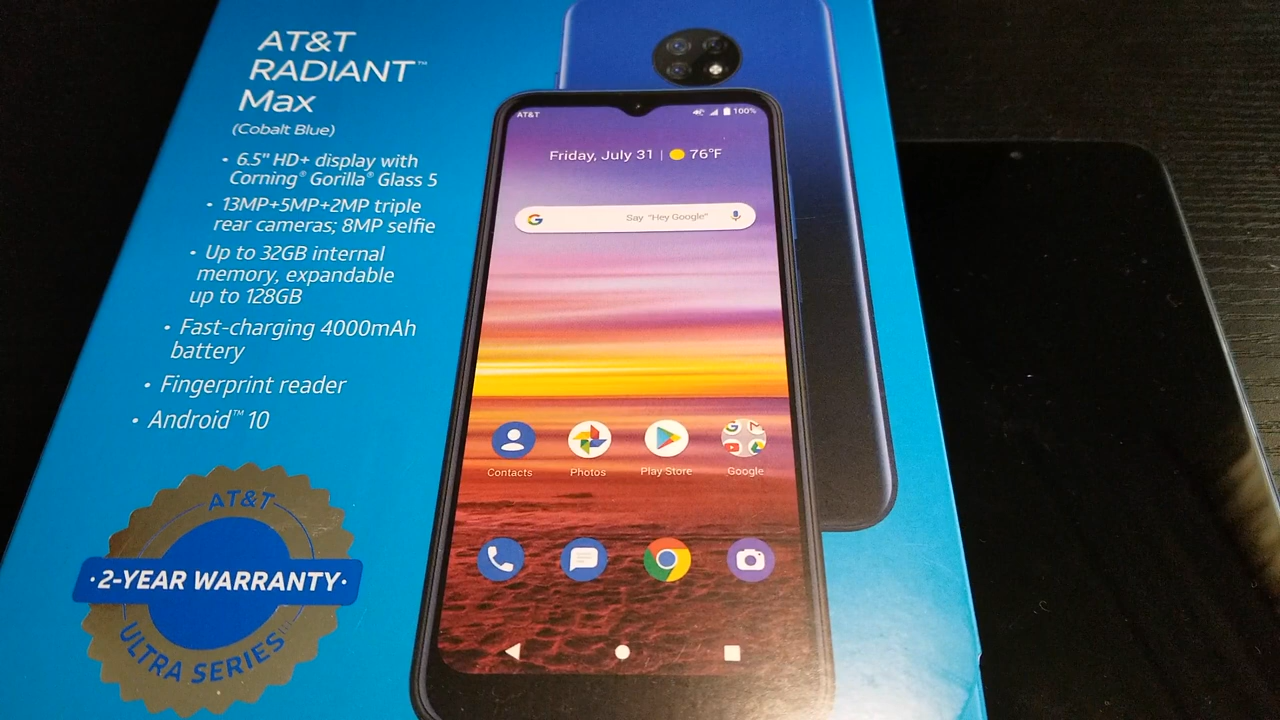 AT&T
RADIANT™
Max
(Cobalt Blue)
• 6.5" HD+ display with
Corning® Gorilla® Glass 5
• 13MP+5MP+2MP triple
rear cameras; 8MP selfie
• Up to 32GB internal
memory, expandable
up to 128GB
• Fast-charging 4000mAh
battery
• Fingerprint reader
• Android™ 10
AT&T
·2-YEAR WARRANTY·
ULTRA SERIES
AT&T
100%
Friday, July 31 | 76°F
G Say "Hey Google"
Contacts Photos Play Store Google